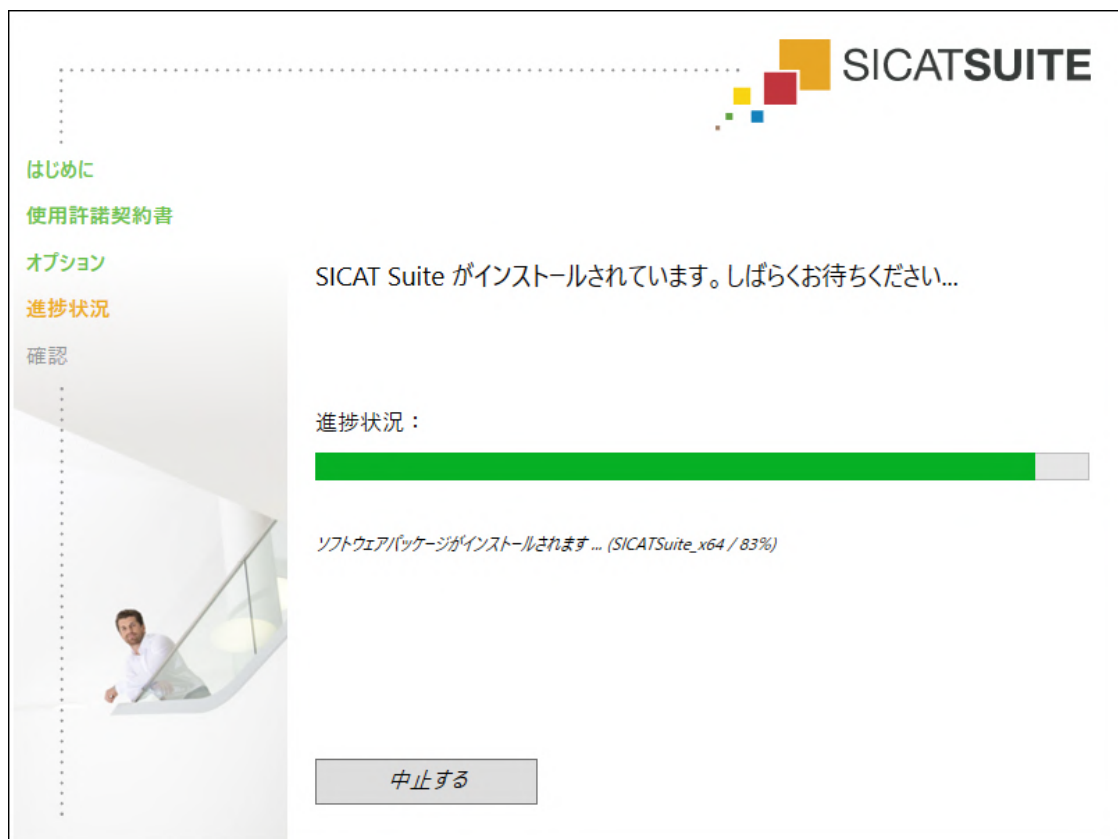 SICATSUITE
はじめに
使用許諾契約書
オプション
進捗状況
確認
SICAT Suite がインストールされています。しばらくお待ちください...
進捗状況：
ソフトウェアパッケージがインストールされます ... (SICATSuite_x64 / 83%)
中止する